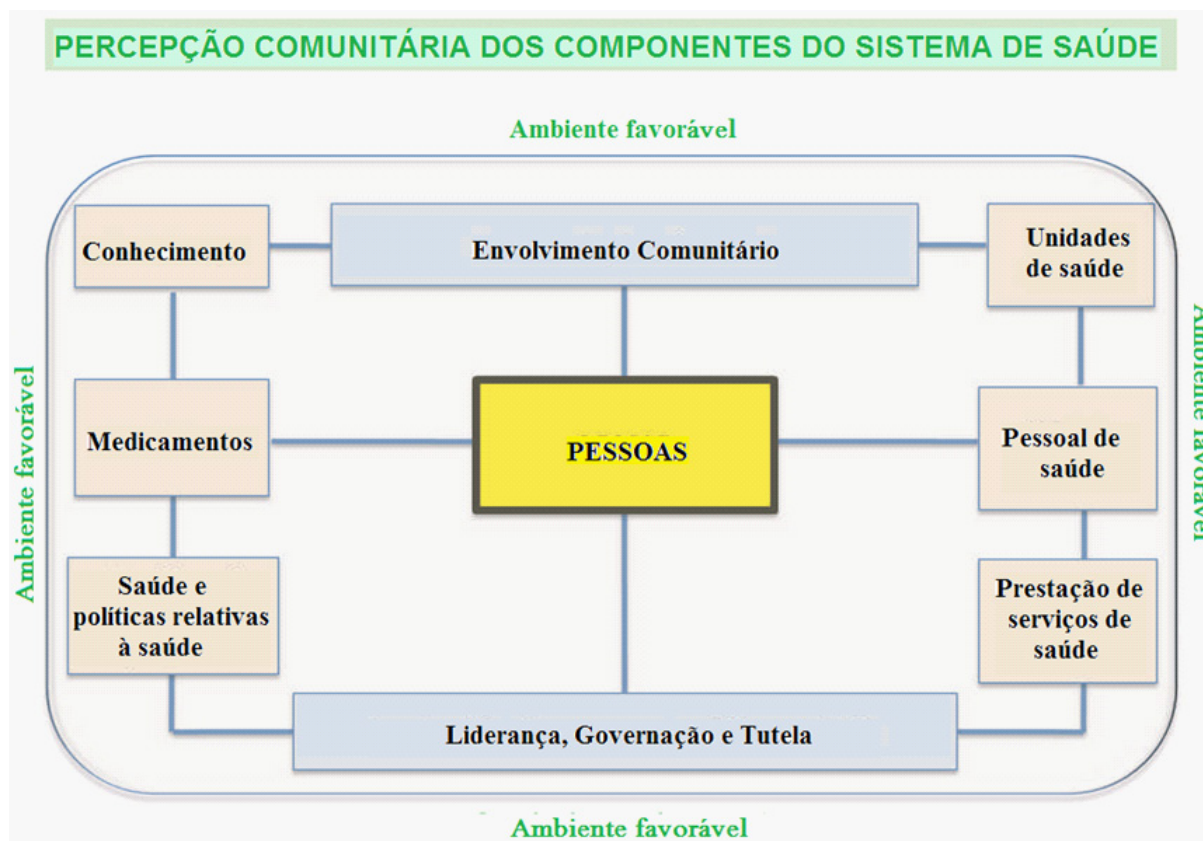 PERCEPÇÃO COMUNITÁRIA DOS COMPONENTES DO SISTEMA DE SAÚDE
Ambiente favorável
Conhecimento
Envolvimento Comunitário
Unidades
de saúde
Ambiente favorável
Medicamentos
PESSOAS
Pessoal de
saúde
Ambiente favorável
Saúde e
políticas relativas
à saúde
Prestação de
serviços de
saúde
Liderança, Governação e Tutela
Ambiente favorável